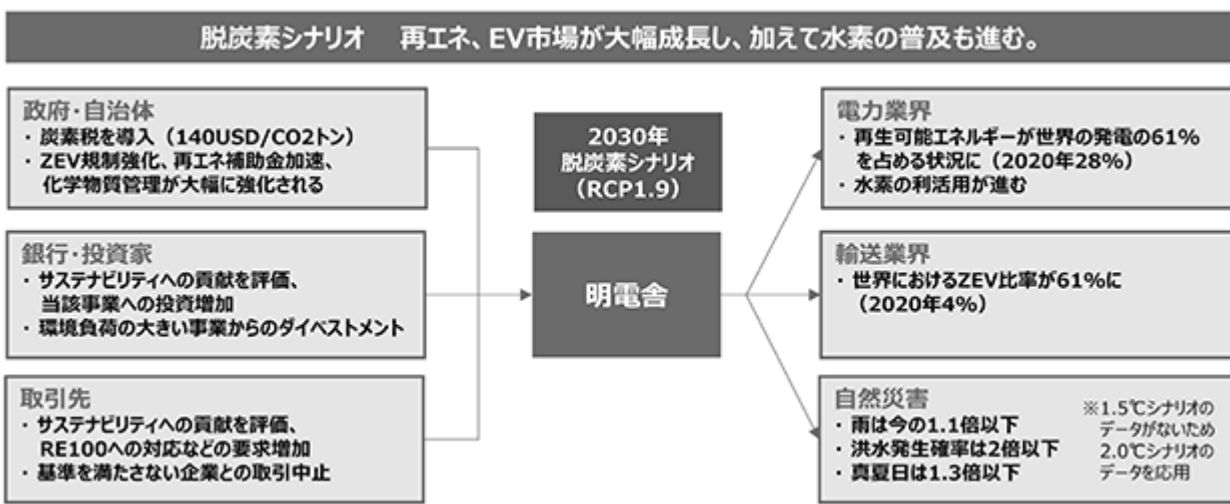 脱炭素シナリオ 再エネ、EV市場が大幅成長し、加えて水素の普及も進む。
政府・自治体
・炭素税を導入(140USD/CO2トン)
・ZEV規制強化、再エネ補助金加速、
化学物質管理が大幅に強化される
銀行・投資家
・サステナビリティへの貢献を評価、
当該事業への投資増加
・環境負荷の大きい事業からのダイベストメント
取引先
・サステナビリティへの貢献を評価、
RE100への対応などの要求増加
・基準を満たさない企業との取引中止
2030年
脱炭素シナリオ
(RCP1.9)
明電舎
電力業界
・再生可能エネルギーが世界の発電の61%
を占める状況に(2020年28%)
・水素の利活用が進む
輸送業界
・世界におけるZEV比率が61%に
(2020年4%)
自然災害
・雨は今の1.1倍以下
・洪水発生確率は2倍以下
・真夏日は1.3倍以下
※1.5℃シナリオの
データがないため
2.0℃シナリオの
データを応用